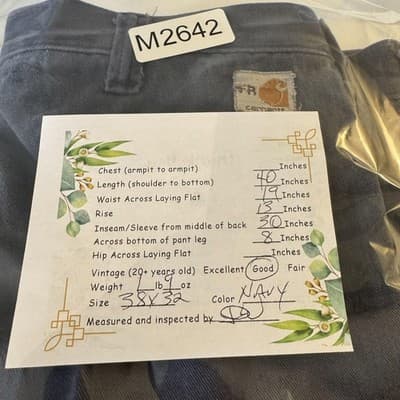 M2642
FR
carhartt
Chest (armpit to armpit) Inches
Length (shoulder to bottom) 40 Inches
Waist Across Laying Flat 19 Inches
Rise 13 Inches
Inseam/Sleeve from middle of back 30 Inches
Across bottom of pant leg 8 Inches
Hip Across Laying Flat Inches
Vintage (20+ years old) Excellent Good Fair
Weight 1 lb 9 oz
Size 38x32 Color NAVY
Measured and inspected by